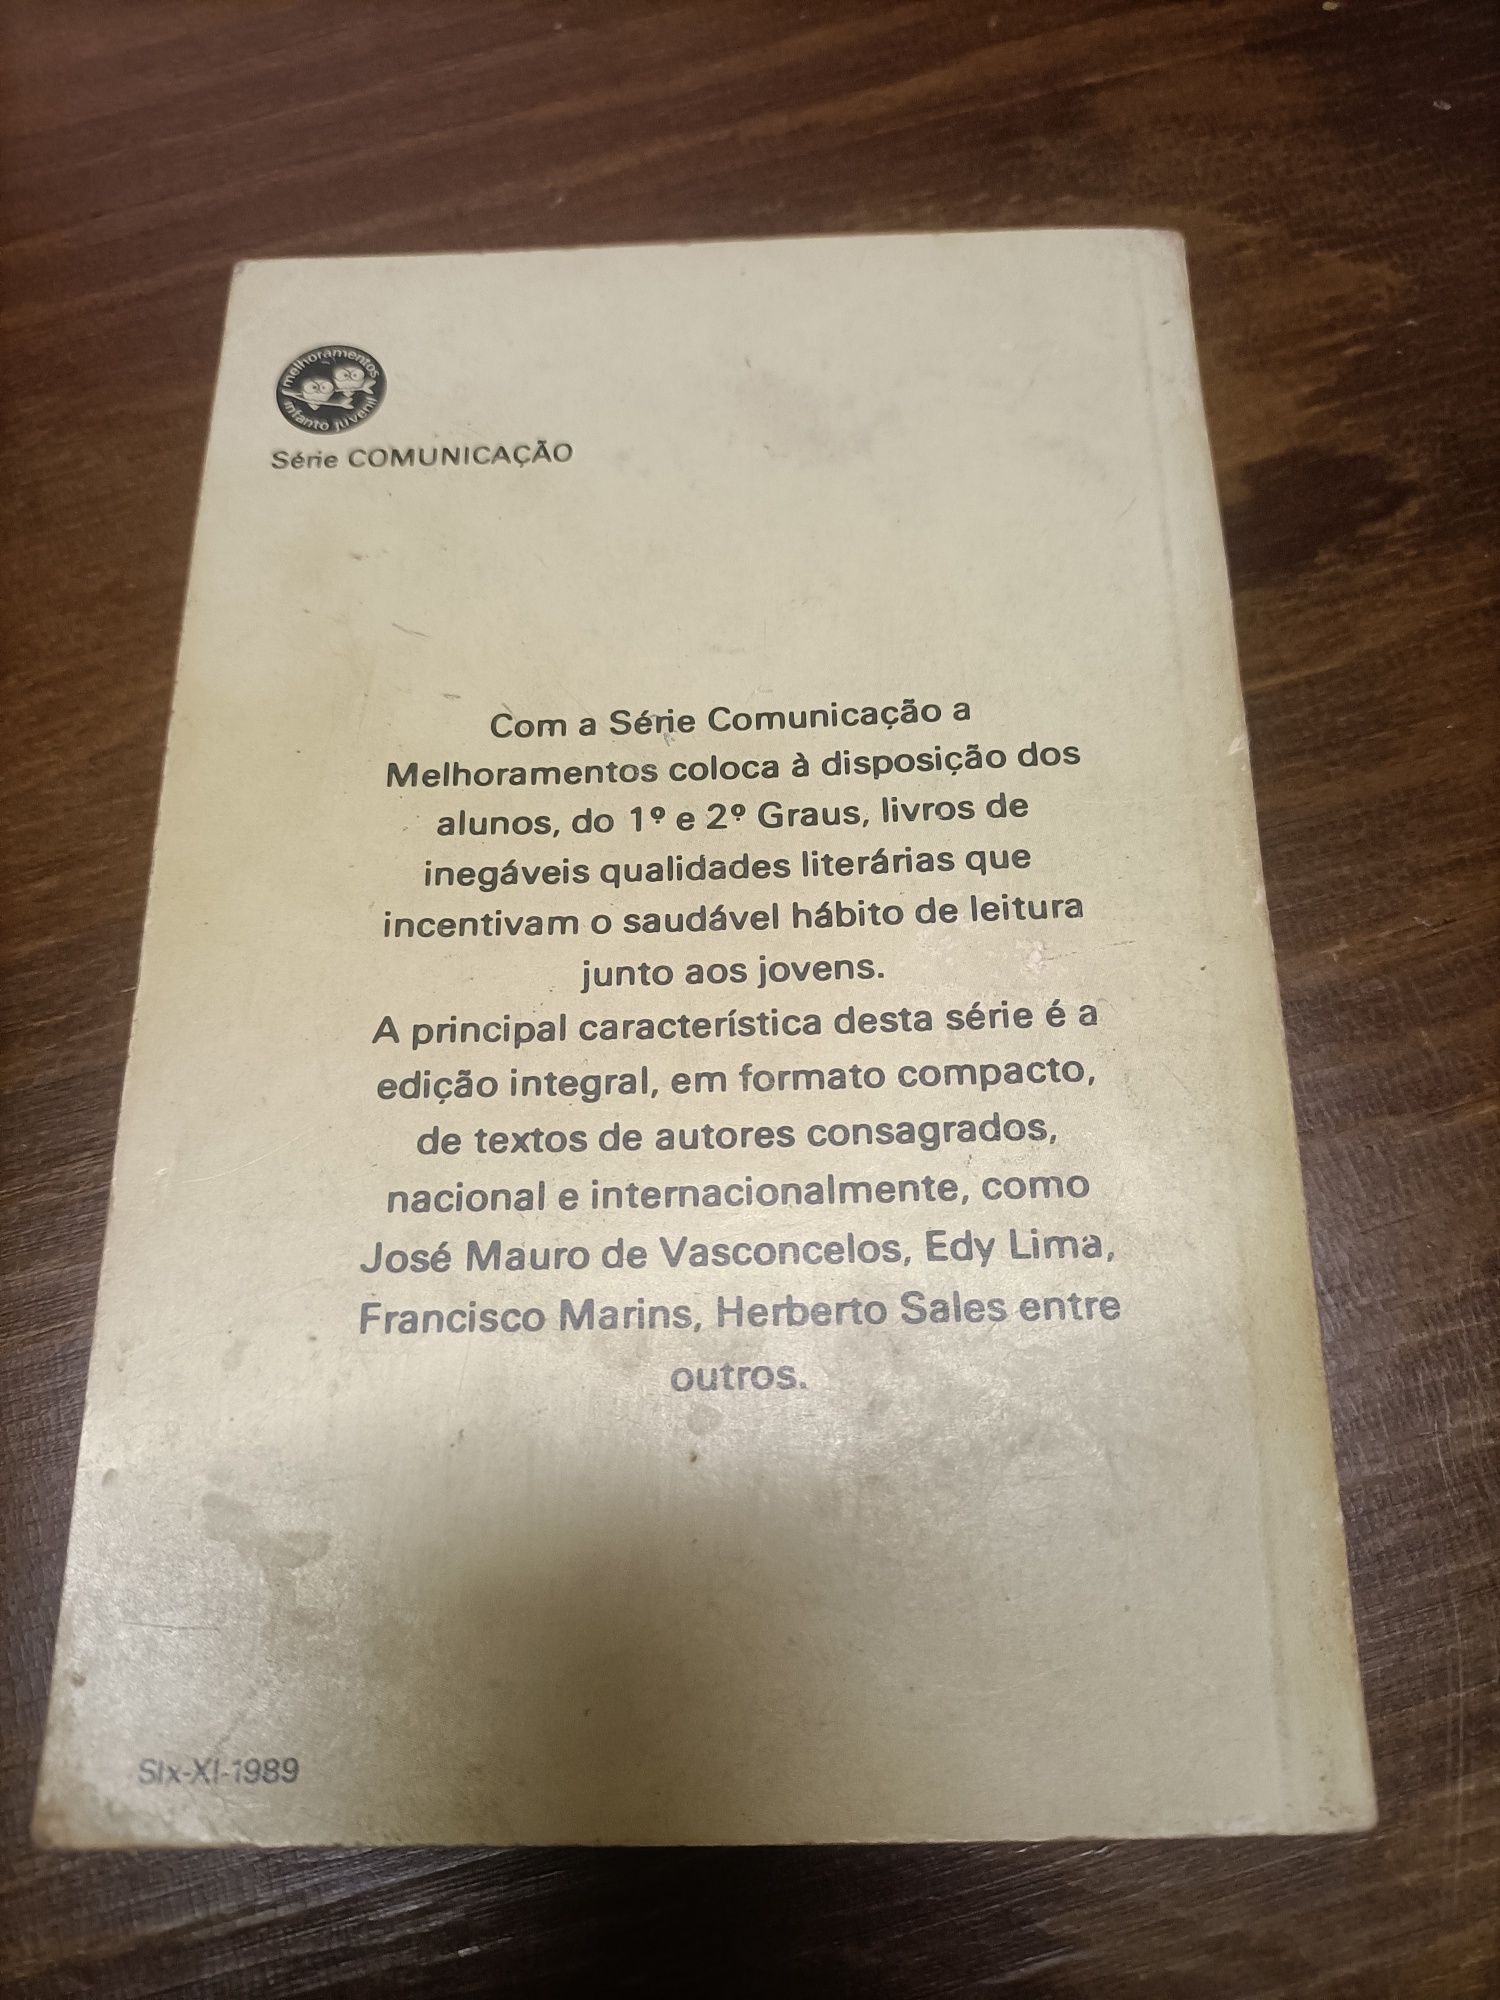 melhoramentos
infanto juvenil
Série COMUNICAÇÃO
Com a Série Comunicação a
Melhoramentos coloca à disposição dos
alunos, do 1º e 2º Graus, livros de
inegáveis qualidades literárias que
incentivam o saudável hábito de leitura
junto aos jovens.
A principal característica desta série é a
edição integral, em formato compacto,
de textos de autores consagrados,
nacional e internacionalmente, como
José Mauro de Vasconcelos, Edy Lima,
Francisco Marins, Herberto Sales entre
outros.
SIx-XI-1989